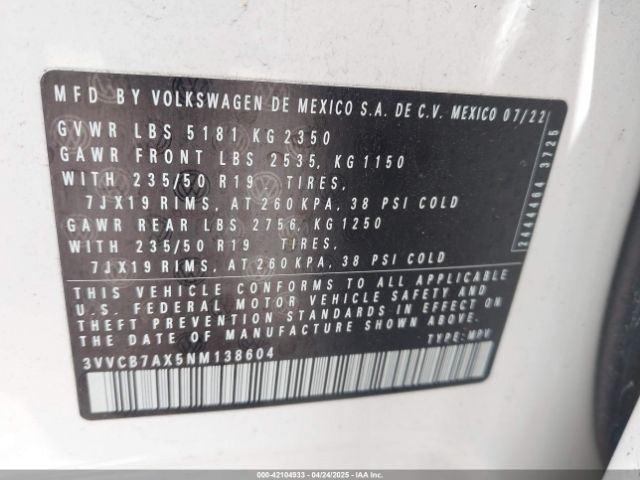 MFD BY VOLKSWAGEN DE MEXICO S.A. DE C.V. MEXICO 07/22
GVWR LBS 5181 KG 2350
GAWR FRONT LBS 2535, KG 1150
WITH 235/50 R19 TIRES,
7JX19 RIMS, AT 260 KPA, 38 PSI COLD
GAWR REAR LBS 2756, KG 1250
WITH 235/50 R19 TIRES,
7JX19 RIMS, AT 260 KPA, 38 PSI COLD
THIS VEHICLE CONFORMS TO ALL APPLICABLE
U.S. FEDERAL MOTOR VEHICLE SAFETY AND
THEFT PREVENTION STANDARDS IN EFFECT ON
THE DATE OF MANUFACTURE SHOWN ABOVE
3VVCB7AX5NM138604
TYPE: MPV
2444464 3725
000-42104933 - 04/24/2025 - IAAI.COM